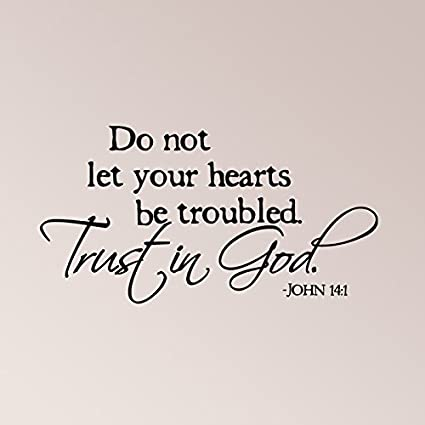 Do not
let your hearts
be troubled.
Trust in God.
-JOHN 14:1